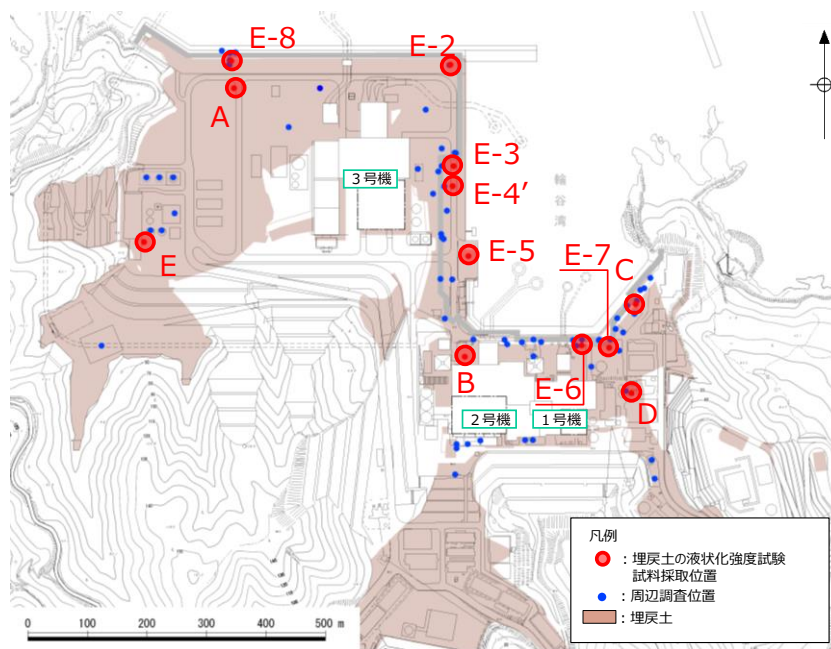 E-8
E-2
A
E-3
3号機
E-4′
輪谷湾
E-5
E
E-7
C
B
E-6
D
2号機
1号機
凡例
：埋戻土の液状化強度試験
試料採取位置
：周辺調査位置
：埋戻土
0 100 200 300 400 500 m